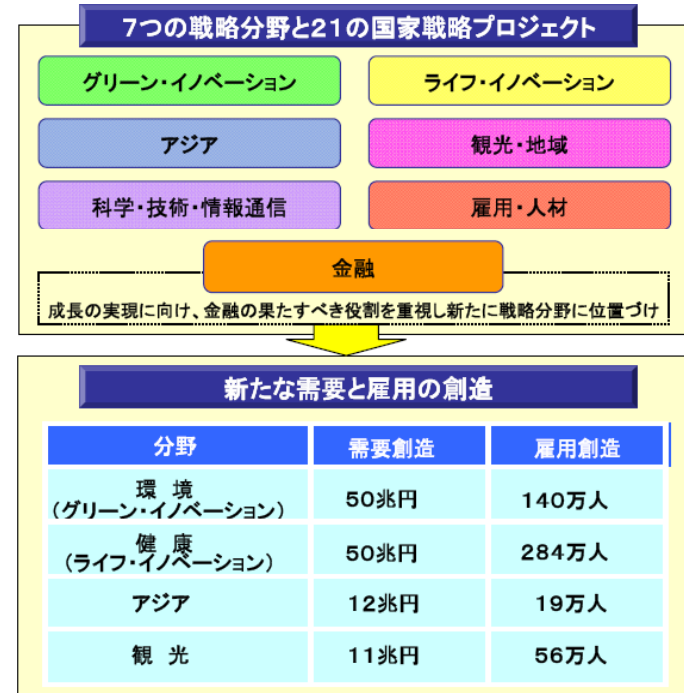 7つの戦略分野と21の国家戦略プロジェクト
グリーン・イノベーション
ライフ・イノベーション
アジア
観光・地域
科学・技術・情報通信
雇用・人材
金融
成長の実現に向け、金融の果たすべき役割を重視し新たに戦略分野に位置づけ
新たな需要と雇用の創造
分野 需要創造 雇用創造
環 境
(グリーン・イノベーション)
50兆円 140万人
健 康
(ライフ・イノベーション)
50兆円 284万人
アジア 12兆円 19万人
観 光 11兆円 56万人